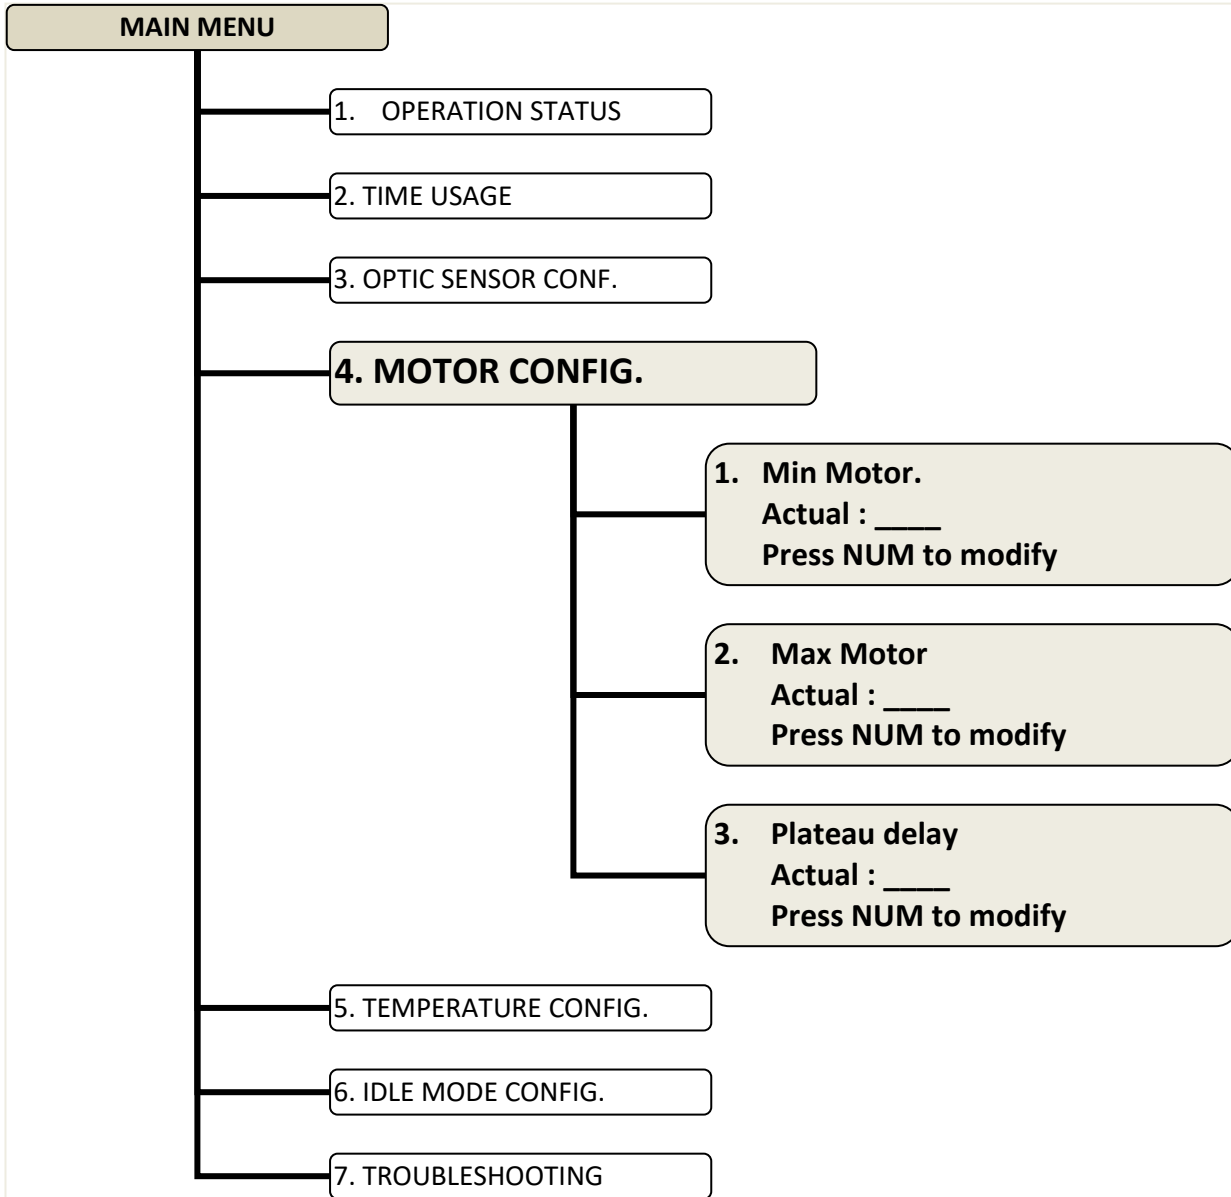 MAIN MENU
1. OPERATION STATUS
2. TIME USAGE
3. OPTIC SENSOR CONF.
4. MOTOR CONFIG.
1. Min Motor.
Actual : ____
Press NUM to modify
2. Max Motor
Actual : ____
Press NUM to modify
3. Plateau delay
Actual : ____
Press NUM to modify
5. TEMPERATURE CONFIG.
6. IDLE MODE CONFIG.
7. TROUBLESHOOTING